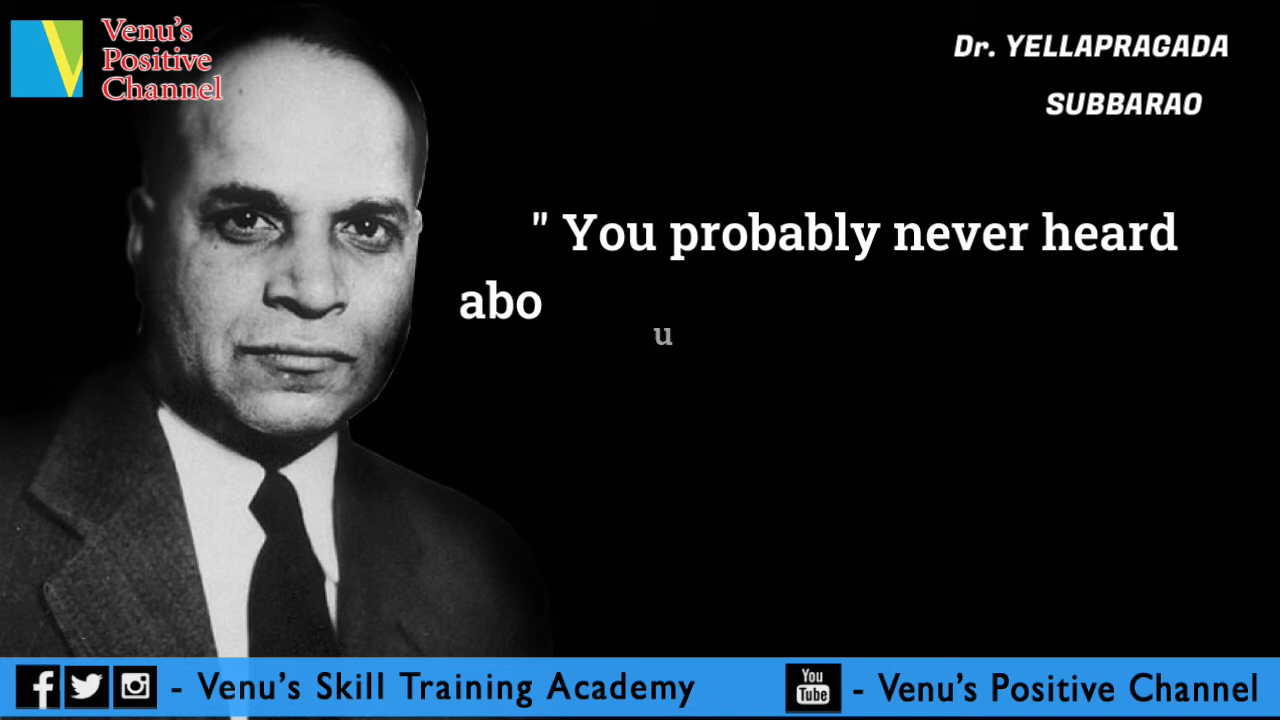 Venu's
Positive
Channel
Dr. YELLAPRAGADA
SUBBARAO
" You probably never heard
abo
u
- Venu's Skill Training Academy
You
Tube
- Venu's Positive Channel